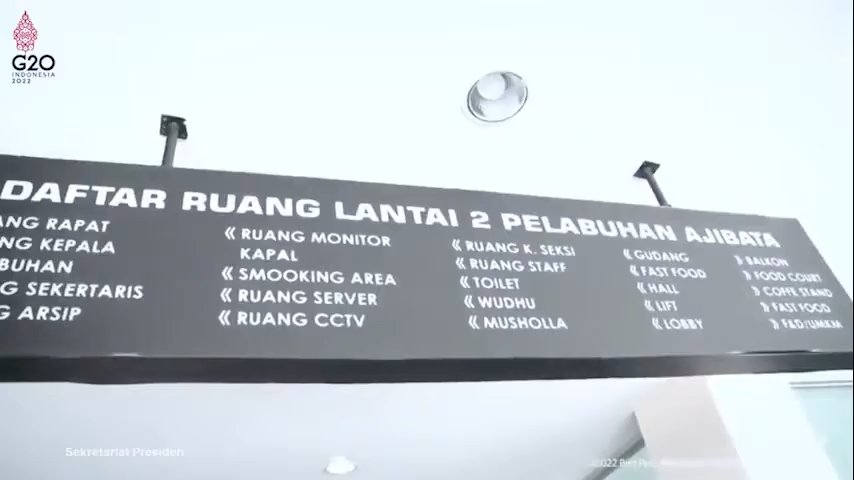 G20
INDONESIA
2022
DAFTAR RUANG LANTAI 2 PELABUHAN AJIBATA
ANG RAPAT
NG KEPALA
BUHAN
G SEKERTARIS
G ARSIP
« RUANG MONITOR
KAPAL
« SMOOKING AREA
« RUANG SERVER
« RUANG CCTV
« RUANG K. SEKSI
« RUANG STAFF
« TOILET
« WUDHU
« MUSHOLLA
« GUDANG
« FAST FOOD
« HALL
« LIFT
« LOBBY
» BALKON
» FOOD COURT
» COFFE STAND
» FAST FOOD
» F&D/UMKM
Sekretariat Presiden